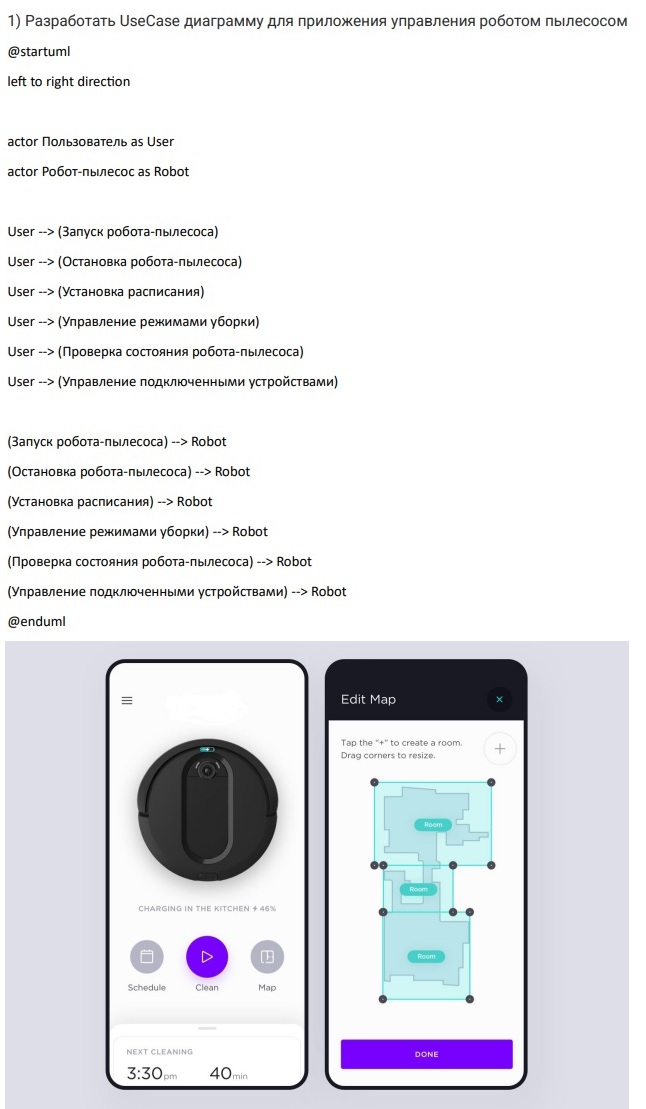 1) Разработать UseCase диаграмму для приложения управления роботом пылесосом
@startuml
left to right direction
actor Пользователь as User
actor Робот-пылесос as Robot
User --> (Запуск робота-пылесоса)
User --> (Остановка робота-пылесоса)
User --> (Установка расписания)
User --> (Управление режимами уборки)
User --> (Проверка состояния робота-пылесоса)
User --> (Управление подключенными устройствами)
(Запуск робота-пылесоса) --> Robot
(Остановка робота-пылесоса) --> Robot
(Установка расписания) --> Robot
(Управление режимами уборки) --> Robot
(Проверка состояния робота-пылесоса) --> Robot
(Управление подключенными устройствами) --> Robot
@enduml
CHARGING IN THE KITCHEN 46%
Schedule
Clean
Map
NEXT CLEANING
3:30pm 40min
Edit Map
Tap the "+" to create a room.
Drag corners to resize.
Room
Room
Room
DONE